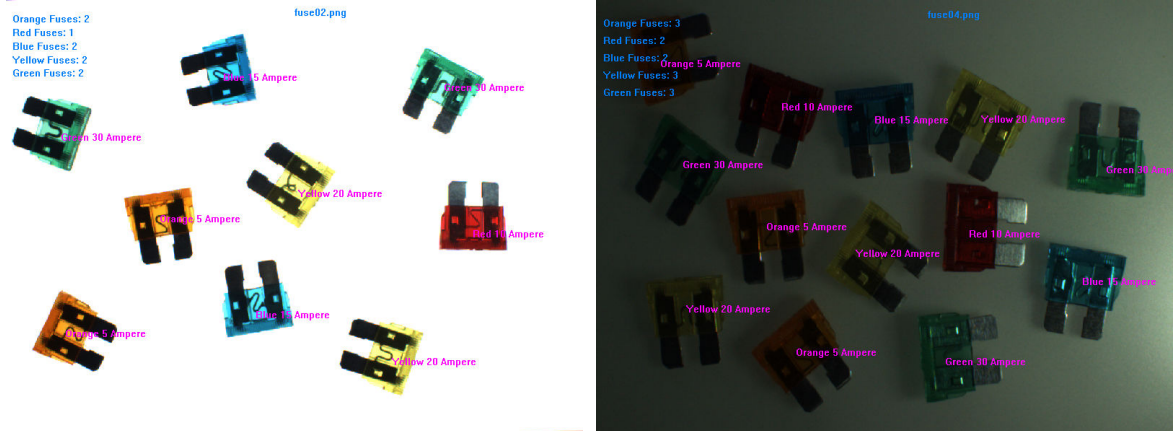 fuse02.png
Orange Fuses: 2
Red Fuses: 1
Blue Fuses: 2
Yellow Fuses: 2
Green Fuses: 2
Blue 15 Ampere
Green 30 Ampere
Green 30 Ampere
Yellow 20 Ampere
Orange 5 Ampere
Red 10 Ampere
Blue 15 Ampere
Orange 5 Ampere
Yellow 20 Ampere
fuse04.png
Orange Fuses: 3
Red Fuses: 2
Blue Fuses: 2
Yellow Fuses: 3
Green Fuses: 3
Orange 5 Ampere
Red 10 Ampere
Blue 15 Ampere
Yellow 20 Ampere
Green 30 Ampere
Green 30 Amp
Orange 5 Ampere
Red 10 Ampere
Yellow 20 Ampere
Blue 15 Ampere
Yellow 20 Ampere
Orange 5 Ampere
Green 30 Ampere